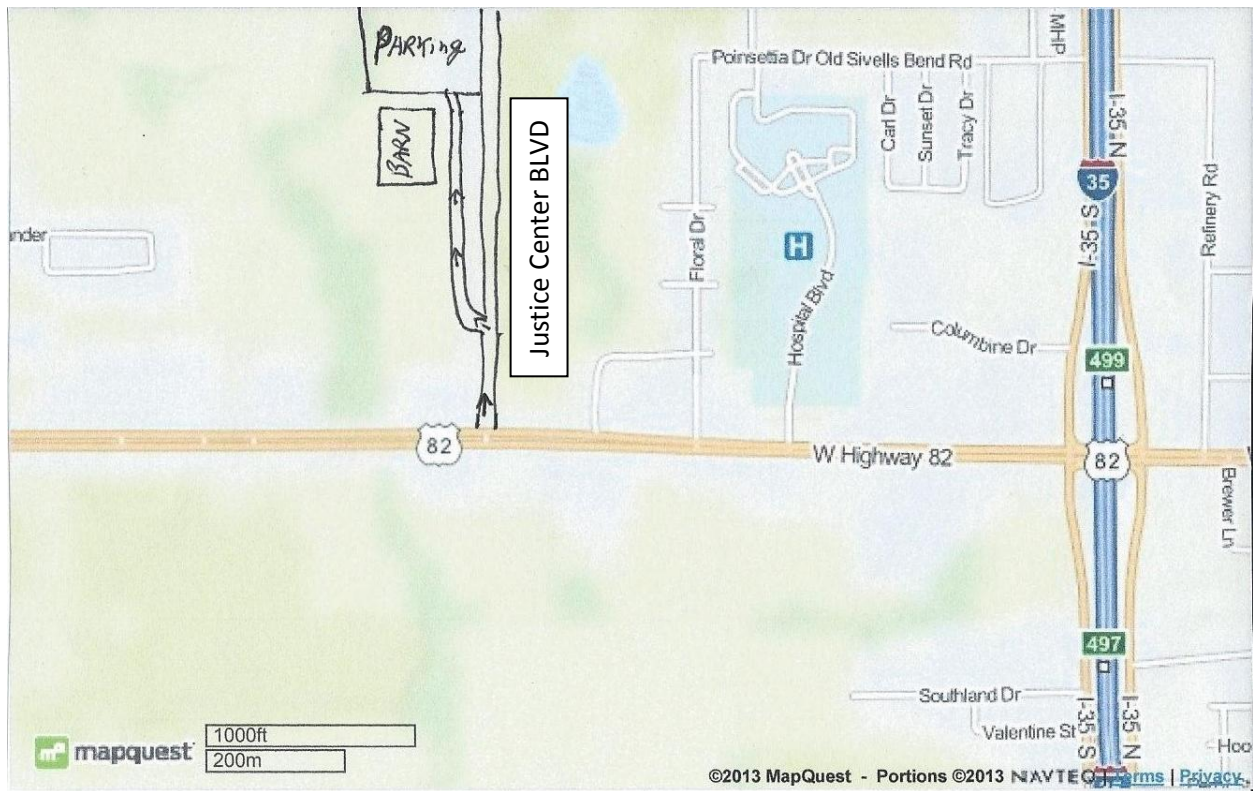 PARKing
BARN
Justice Center BLVD
Poinsettia Dr Old Sivells Bend Rd
MHP
Carl Dr
Sunset Dr
Tracy Dr
I-35 N
35
I-35 S
Refinery Rd
nder
Floral Dr
H
Hospital Blvd
Columbine Dr
499
82
W Highway 82
82
Brewer Ln
497
Southland Dr
Valentine St
I-35 S
I-35 N
Hoo
mapquest
1000ft
200m
©2013 MapQuest - Portions ©2013 NAVTEQ | Terms | Privacy